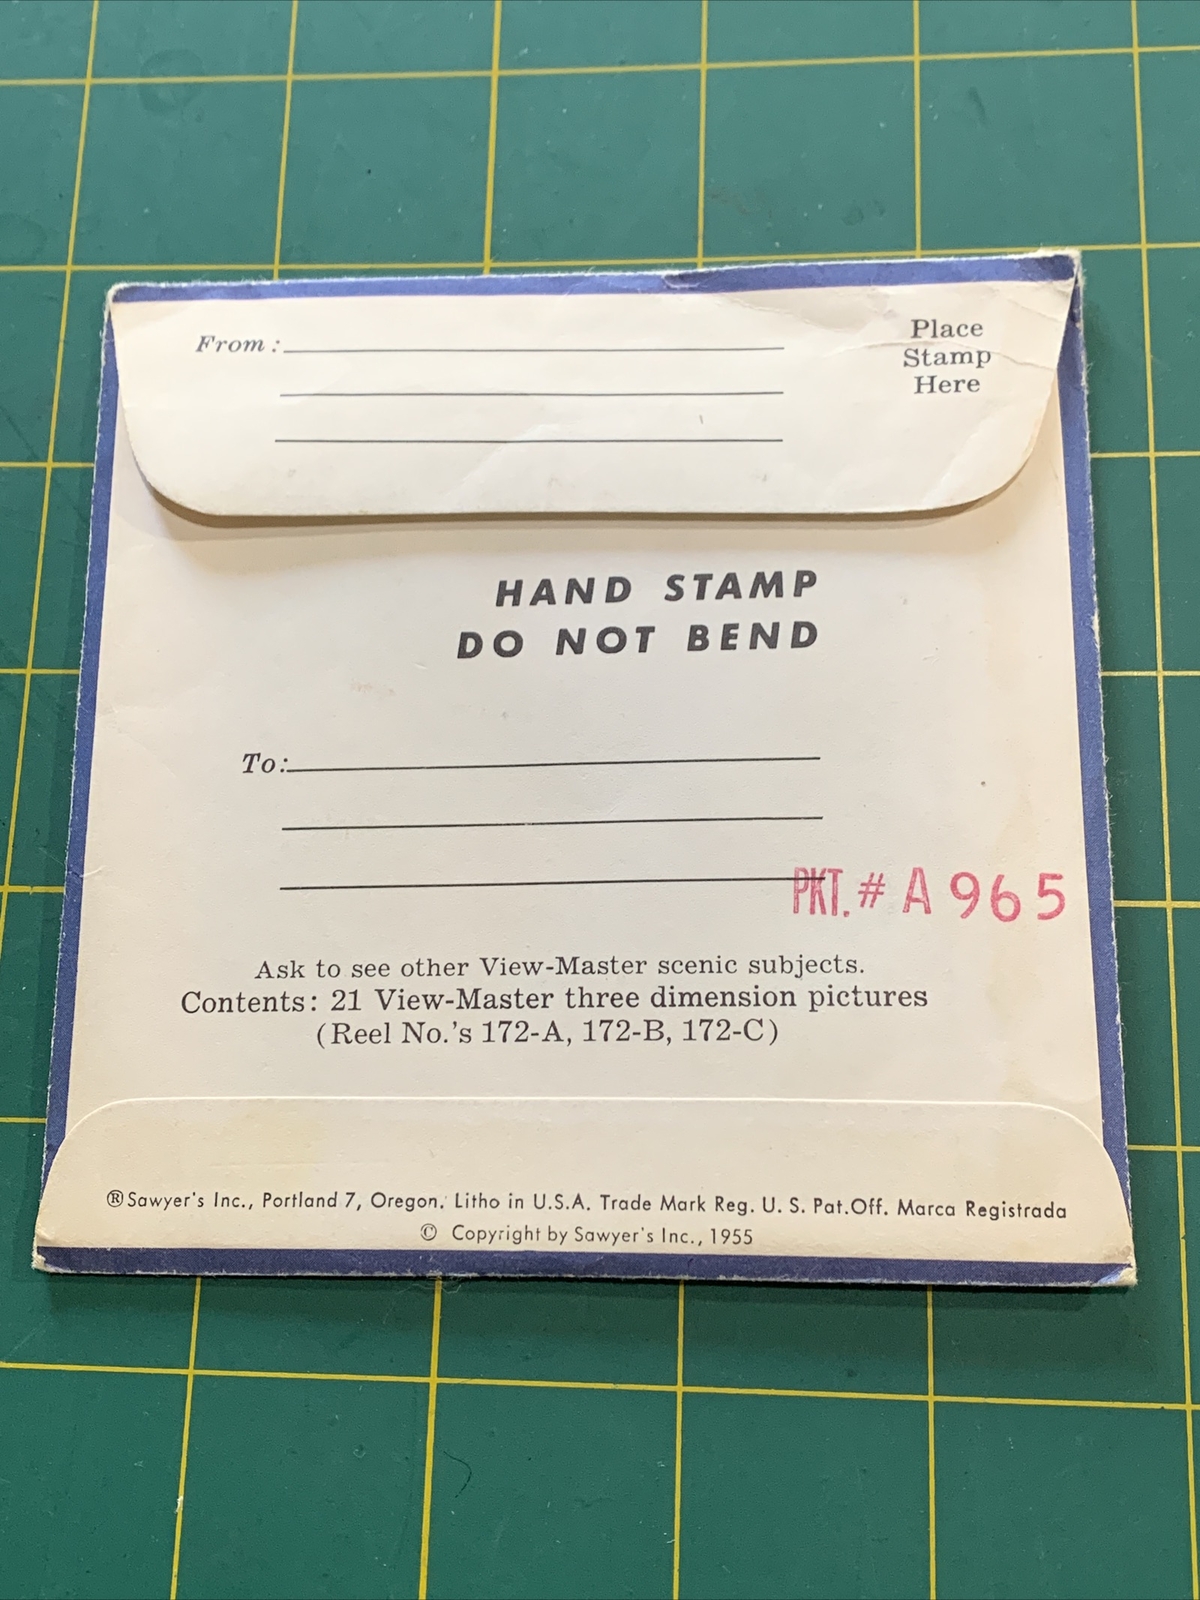 From :
Place
Stamp
Here
HAND STAMP
DO NOT BEND
To:
PKT. # A 965
Ask to see other View-Master scenic subjects.
Contents: 21 View-Master three dimension pictures
(Reel No.'s 172-A, 172-B, 172-C)
®Sawyer's Inc., Portland 7, Oregon. Litho in U.S.A. Trade Mark Reg. U. S. Pat.Off. Marca Registrada
© Copyright by Sawyer's Inc., 1955